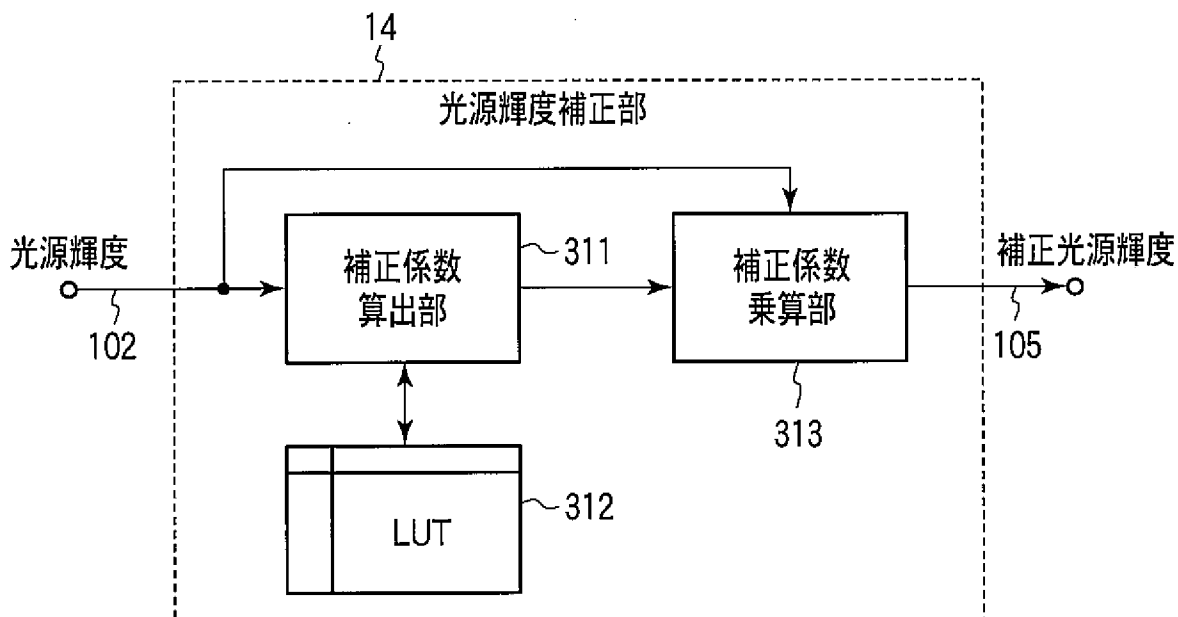 14
光源輝度補正部
光源輝度
102
補正係数
算出部
311
補正係数
乗算部
313
補正光源輝度
105
LUT
312